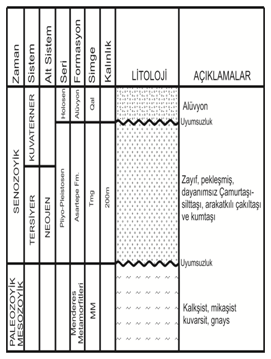 Zaman
Sistem
Alt Sistem
Seri
Formasyon
Simge
Kalınlık
LİTOLOJİ
AÇIKLAMALAR
SENOZOYİK
KUVATERNER
Holosen
Alüvyon
Qal
Alüvyon
Uyumsuzluk
TERSİYER
NEOJEN
Pliyo-Pleistosen
Asartepe Fm.
Tmg
200m
Zayıf, pekleşmiş,
dayanımsız Çamurtaşı-
silttaşı, arakatkılı çakıltaşı
ve kumtaşı
Uyumsuzluk
PALEOZOYİK
MESOZOYİK
Menderes
Metamorfitleri
MM
Kalkşist, mikaşist
kuvarsit, gnays